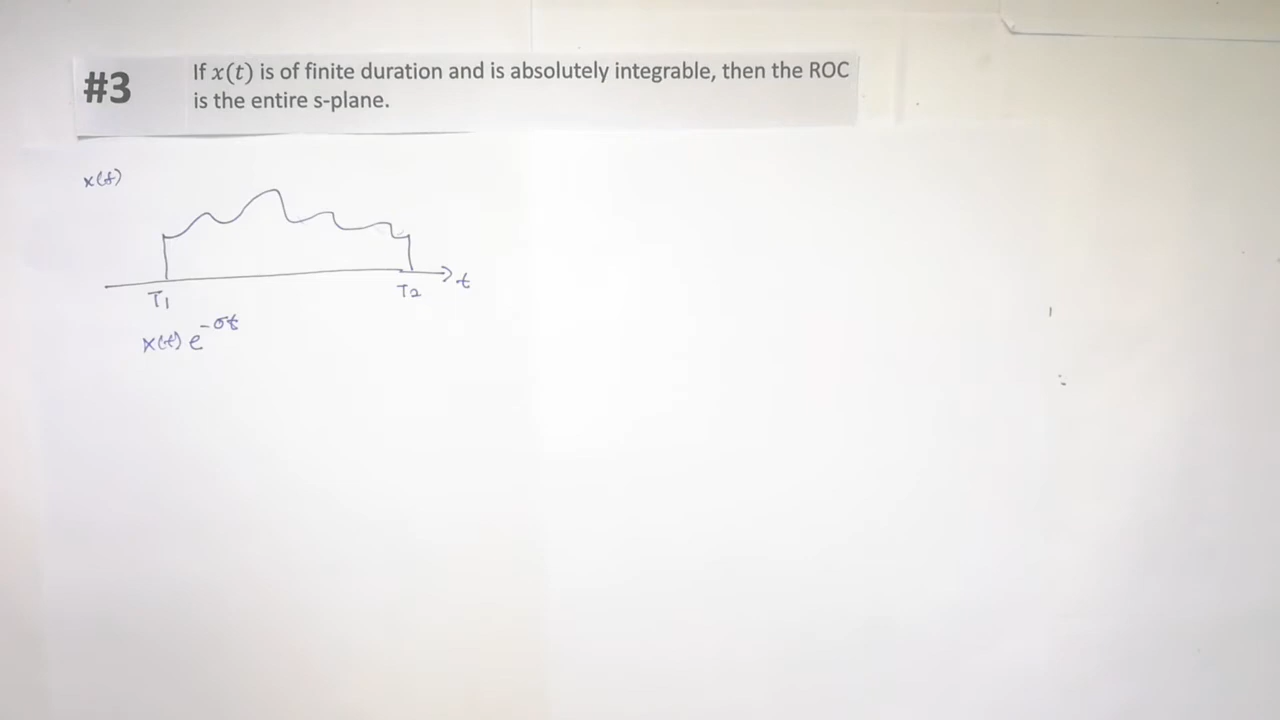 #3
If x(t) is of finite duration and is absolutely integrable, then the ROC
is the entire s-plane.
x(t)
t
T1
T2
x(t) e^-σt